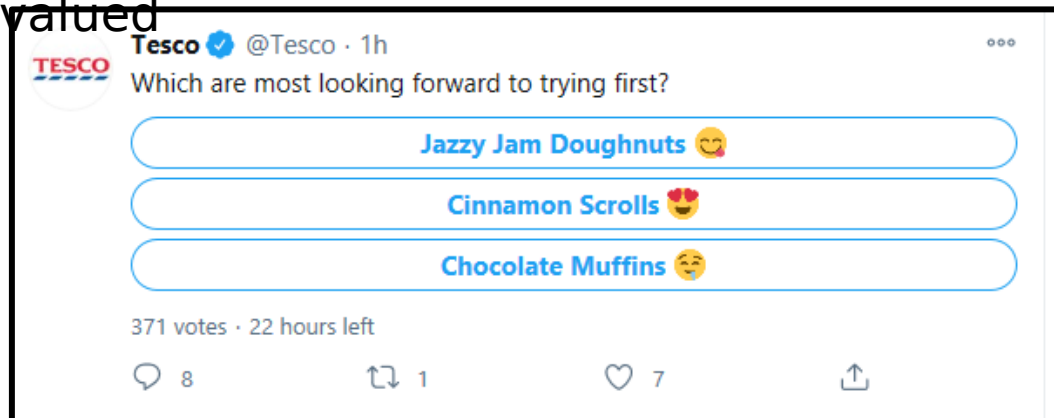 valued
Tesco @Tesco · 1h
TESCO
Which are most looking forward to trying first?
Jazzy Jam Doughnuts 😋
Cinnamon Scrolls 😍
Chocolate Muffins 🤤
371 votes · 22 hours left
8 1 7